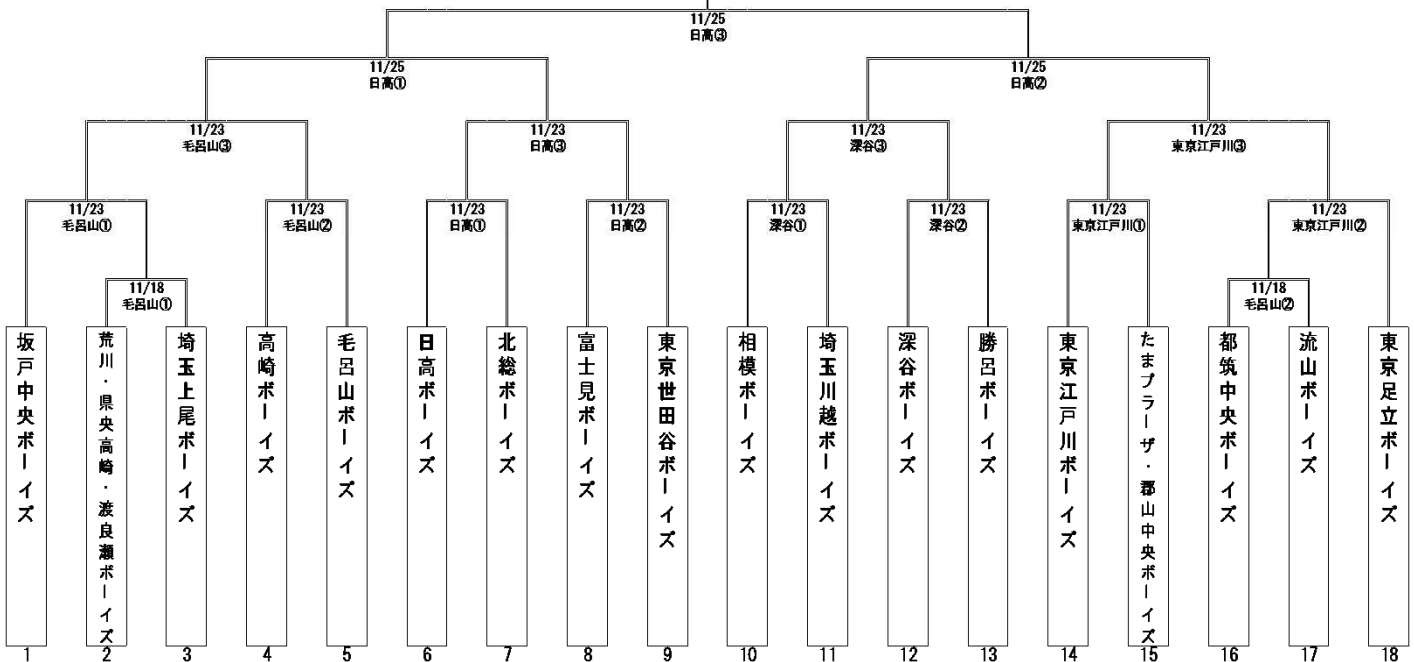 11/25
日高③
11/25
日高①
11/25
日高②
11/23
毛呂山③
11/23
日高③
11/23
深谷③
11/23
東京江戸川③
11/23
毛呂山①
11/23
毛呂山②
11/23
日高①
11/23
日高②
11/23
深谷①
11/23
深谷②
11/23
東京江戸川①
11/23
東京江戸川②
11/18
毛呂山①
11/18
毛呂山②
坂戸中央ボーイズ
荒川・県央高崎・渡良瀬ボーイズ
埼玉上尾ボーイズ
高崎ボーイズ
毛呂山ボーイズ
日高ボーイズ
北総ボーイズ
富士見ボーイズ
東京世田谷ボーイズ
相模ボーイズ
埼玉川越ボーイズ
深谷ボーイズ
勝呂ボーイズ
東京江戸川ボーイズ
たまプラーザ・郡山中央ボーイズ
都筑中央ボーイズ
流山ボーイズ
東京足立ボーイズ
1 2 3 4 5 6 7 8 9 10 11 12 13 14 15 16 17 18